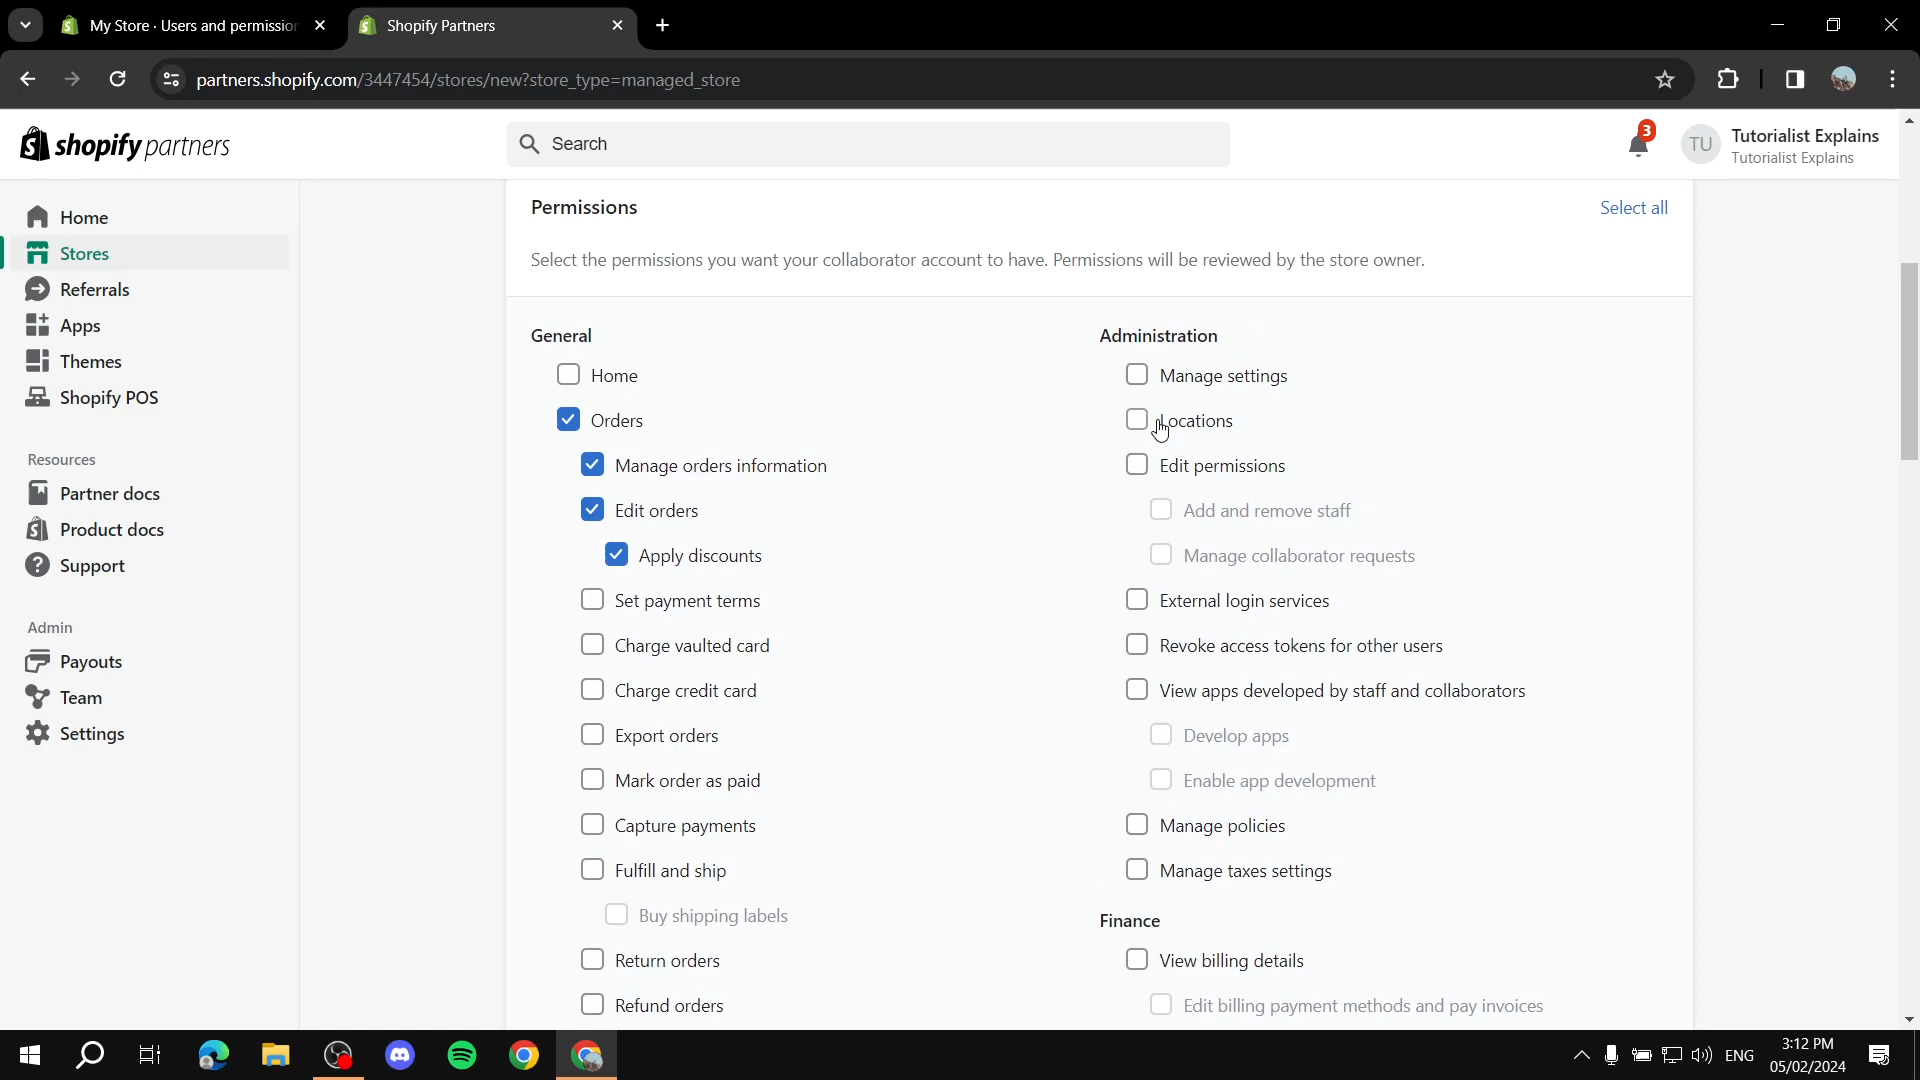 My Store · Users and permission
Shopify Partners
partners.shopify.com/3447454/stores/new?store_type=managed_store
shopify partners
Search
3
TU
Tutorialist Explains
Tutorialist Explains
Home
Stores
Referrals
Apps
Themes
Shopify POS
Resources
Partner docs
Product docs
Support
Admin
Payouts
Team
Settings
Permissions
Select all
Select the permissions you want your collaborator account to have. Permissions will be reviewed by the store owner.
General
Home
Orders
Manage orders information
Edit orders
Apply discounts
Set payment terms
Charge vaulted card
Charge credit card
Export orders
Mark order as paid
Capture payments
Fulfill and ship
Buy shipping labels
Return orders
Refund orders
Administration
Manage settings
Locations
Edit permissions
Add and remove staff
Manage collaborator requests
External login services
Revoke access tokens for other users
View apps developed by staff and collaborators
Develop apps
Enable app development
Manage policies
Manage taxes settings
Finance
View billing details
Edit billing payment methods and pay invoices
ENG
3:12 PM
05/02/2024